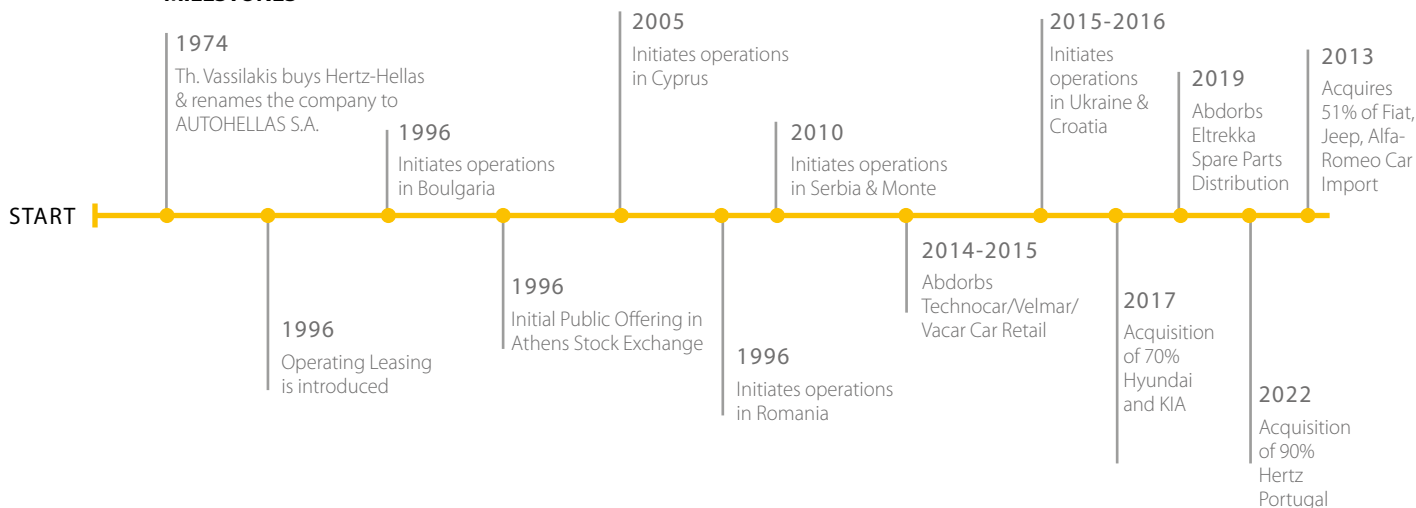 MILESTONES
START
1974
Th. Vassilakis buys Hertz-Hellas
& renames the company to
AUTOHELLAS S.A.
1996
Operating Leasing
is introduced
1996
Initiates operations
in Boulgaria
1996
Initial Public Offering in
Athens Stock Exchange
2005
Initiates operations
in Cyprus
1996
Initiates operations
in Romania
2010
Initiates operations
in Serbia & Monte
2014-2015
Abdorbs
Technocar/Velmar/
Vacar Car Retail
2015-2016
Initiates
operations
in Ukraine &
Croatia
2017
Acquisition
of 70%
Hyundai
and KIA
2019
Abdorbs
Eltrekka
Spare Parts
Distribution
2022
Acquisition
of 90%
Hertz
Portugal
2013
Acquires
51% of Fiat,
Jeep, Alfa-
Romeo Car
Import